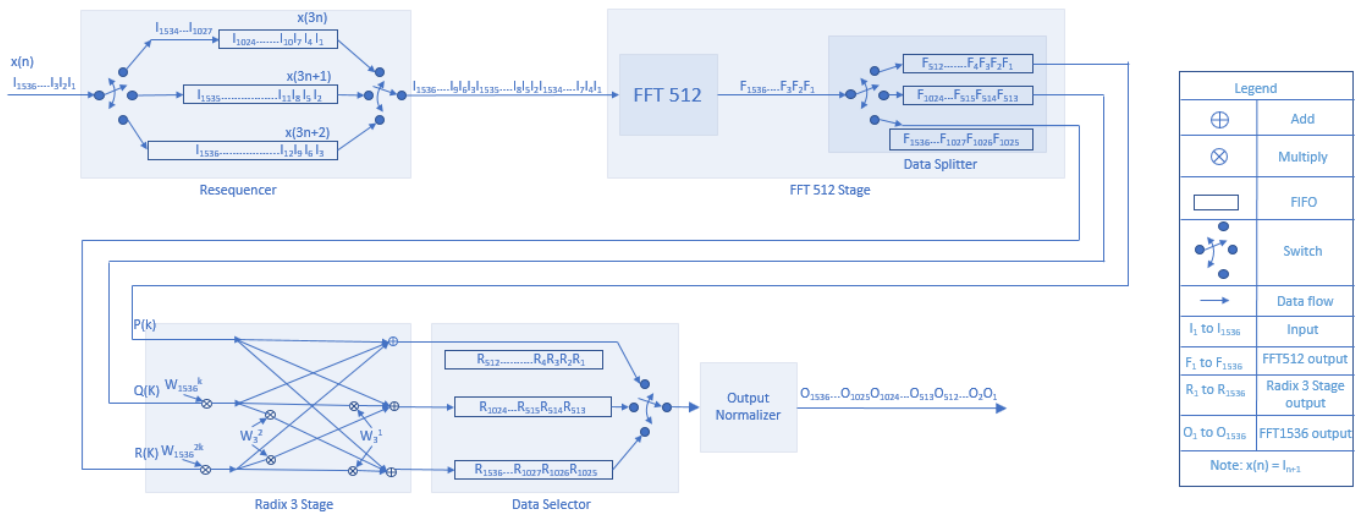 x(n)
I₁₅₃₆....I₃I₂I₁
I₁₅₃₄....I₁₀₂₇
x(3n)
I₁₀₂₄.......I₁₀I₇ I₄ I₁
x(3n+1)
I₁₅₃₅...............I₁₁I₈ I₅ I₂
x(3n+2)
I₁₅₃₆...................I₁₂I₉ I₆ I₃
Resequencer
I₁₅₃₆....I₉I₆I₃I₁₅₃₅.....I₈I₅I₂I₁₅₃₄.....I₇I₄I₁
FFT 512
F₁₅₃₆....F₃F₂F₁
F₅₁₂.......F₄F₃F₂F₁
F₁₀₂₄...F₅₁₅F₅₁₄F₅₁₃
F₁₅₃₆...F₁₀₂₇F₁₀₂₆F₁₀₂₅
Data Splitter
FFT 512 Stage
P(k)
Q(K)
W₁₅₃₆ᵏ
R(K)
W₁₅₃₆²ᵏ
W₃²
W₃¹
Radix 3 Stage
R₅₁₂..........R₄R₃R₂R₁
R₁₀₂₄...R₅₁₅R₅₁₄R₅₁₃
R₁₅₃₆...R₁₀₂₇R₁₀₂₆R₁₀₂₅
Data Selector
Output
Normalizer
O₁₅₃₆...O₁₀₂₅O₁₀₂₄...O₅₁₃O₅₁₂...O₂O₁
Legend
Add
Multiply
FIFO
Switch
Data flow
I₁ to I₁₅₃₆
Input
F₁ to F₁₅₃₆
FFT512 output
R₁ to R₁₅₃₆
Radix 3 Stage
output
O₁ to O₁₅₃₆
FFT1536 output
Note: x(n) = Iₙ₊₁